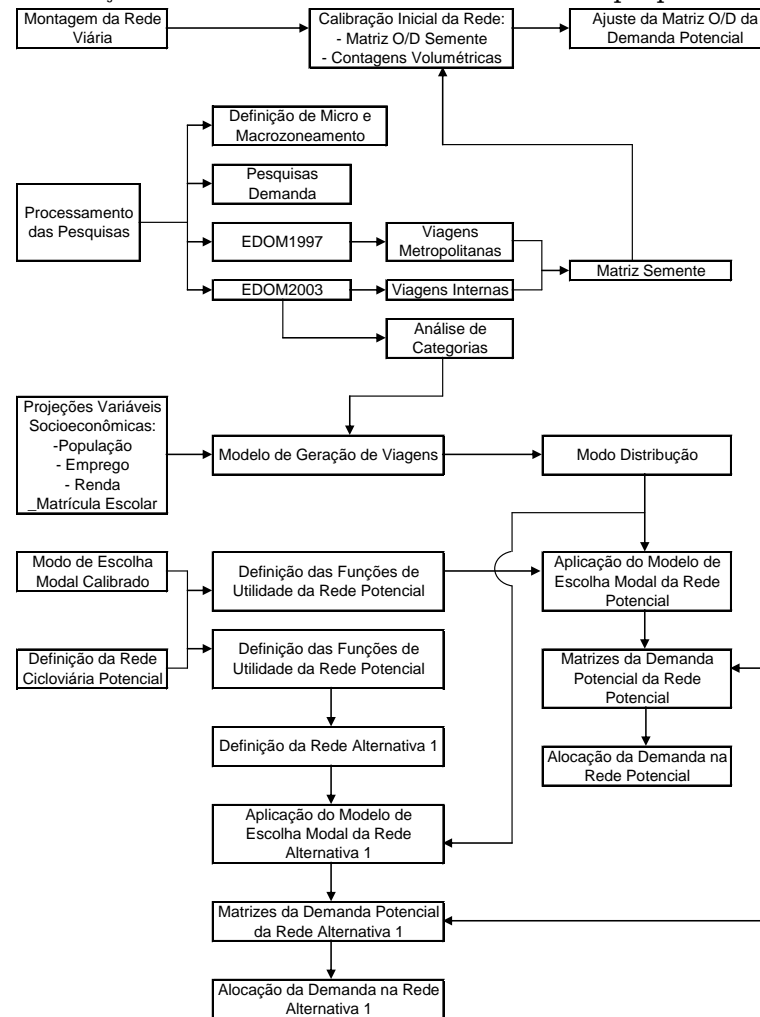 Montagem da Rede
Viária
Calibração Inicial da Rede:
- Matriz O/D Semente
- Contagens Volumétricas
Ajuste da Matriz O/D da
Demanda Potencial
Definição de Micro e
Macrozoneamento
Pesquisas
Demanda
Processamento
das Pesquisas
EDOM1997
Viagens
Metropolitanas
EDOM2003
Viagens Internas
Matriz Semente
Análise de
Categorias
Projeções Variáveis
Socioeconômicas:
-População
- Emprego
- Renda
_Matrícula Escolar
Modelo de Geração de Viagens
Modo Distribução
Modo de Escolha
Modal Calibrado
Definição das Funções de
Utilidade da Rede Potencial
Aplicação do Modelo de
Escolha Modal da Rede
Potencial
Definição da Rede
Cicloviária Potencial
Definição das Funções de
Utilidade da Rede Potencial
Matrizes da Demanda
Potencial da Rede
Potencial
Definição da Rede Alternativa 1
Alocação da Demanda na
Rede Potencial
Aplicação do Modelo de
Escolha Modal da Rede
Alternativa 1
Matrizes da Demanda Potencial
da Rede Alternativa 1
Alocação da Demanda na Rede
Alternativa 1